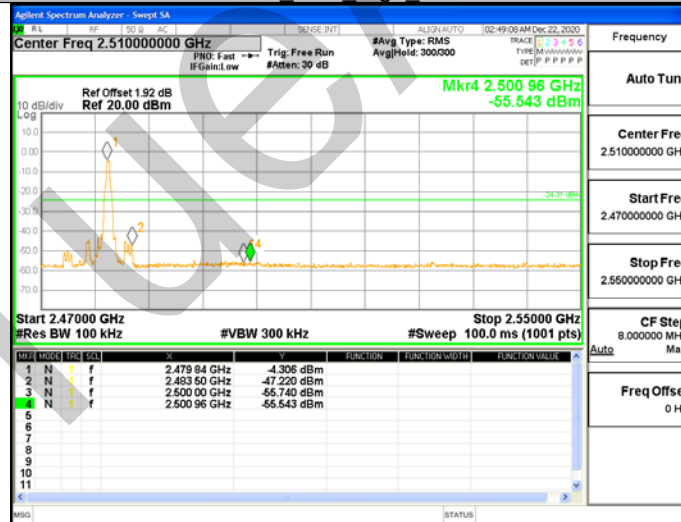 Agilent Spectrum Analyzer - Swept SA
RL RF 50 Ω AC SENSE:INT ALIGN AUTO 02:49:08 AM Dec 22, 2020
Center Freq 2.510000000 GHz
PNO: Fast
IFGain:Low
Trig: Free Run
#Atten: 30 dB
#Avg Type: RMS
Avg|Hold: 300/300
TRACE 1 2 3 4 5 6
TYPE M
DET P P P P P P
Mkr4 2.500 96 GHz
-55.543 dBm
Ref Offset 1.92 dB
10 dB/div Ref 20.00 dBm
Log
10.0
0.00
-10.0
-20.0
-30.0
-40.0
-50.0
-60.0
-70.0
1
2
4
-24.31 dBm
Start 2.47000 GHz Stop 2.55000 GHz
#Res BW 100 kHz #VBW 300 kHz #Sweep 100.0 ms (1001 pts)
MKR MODE TRC SCL X Y FUNCTION FUNCTION WIDTH FUNCTION VALUE
1 N 1 f 2.479 84 GHz -4.306 dBm
2 N 1 f 2.483 50 GHz -47.220 dBm
3 N 1 f 2.500 00 GHz -55.740 dBm
4 N 1 f 2.500 96 GHz -55.543 dBm
5
6
7
8
9
10
11
MSG STATUS
Frequency
Auto Tun
Center Fre
2.510000000 GH
Start Fre
2.470000000 GH
Stop Fre
2.550000000 GH
CF Ste
8.000000 MH
Auto Ma
Freq Offse
0 H